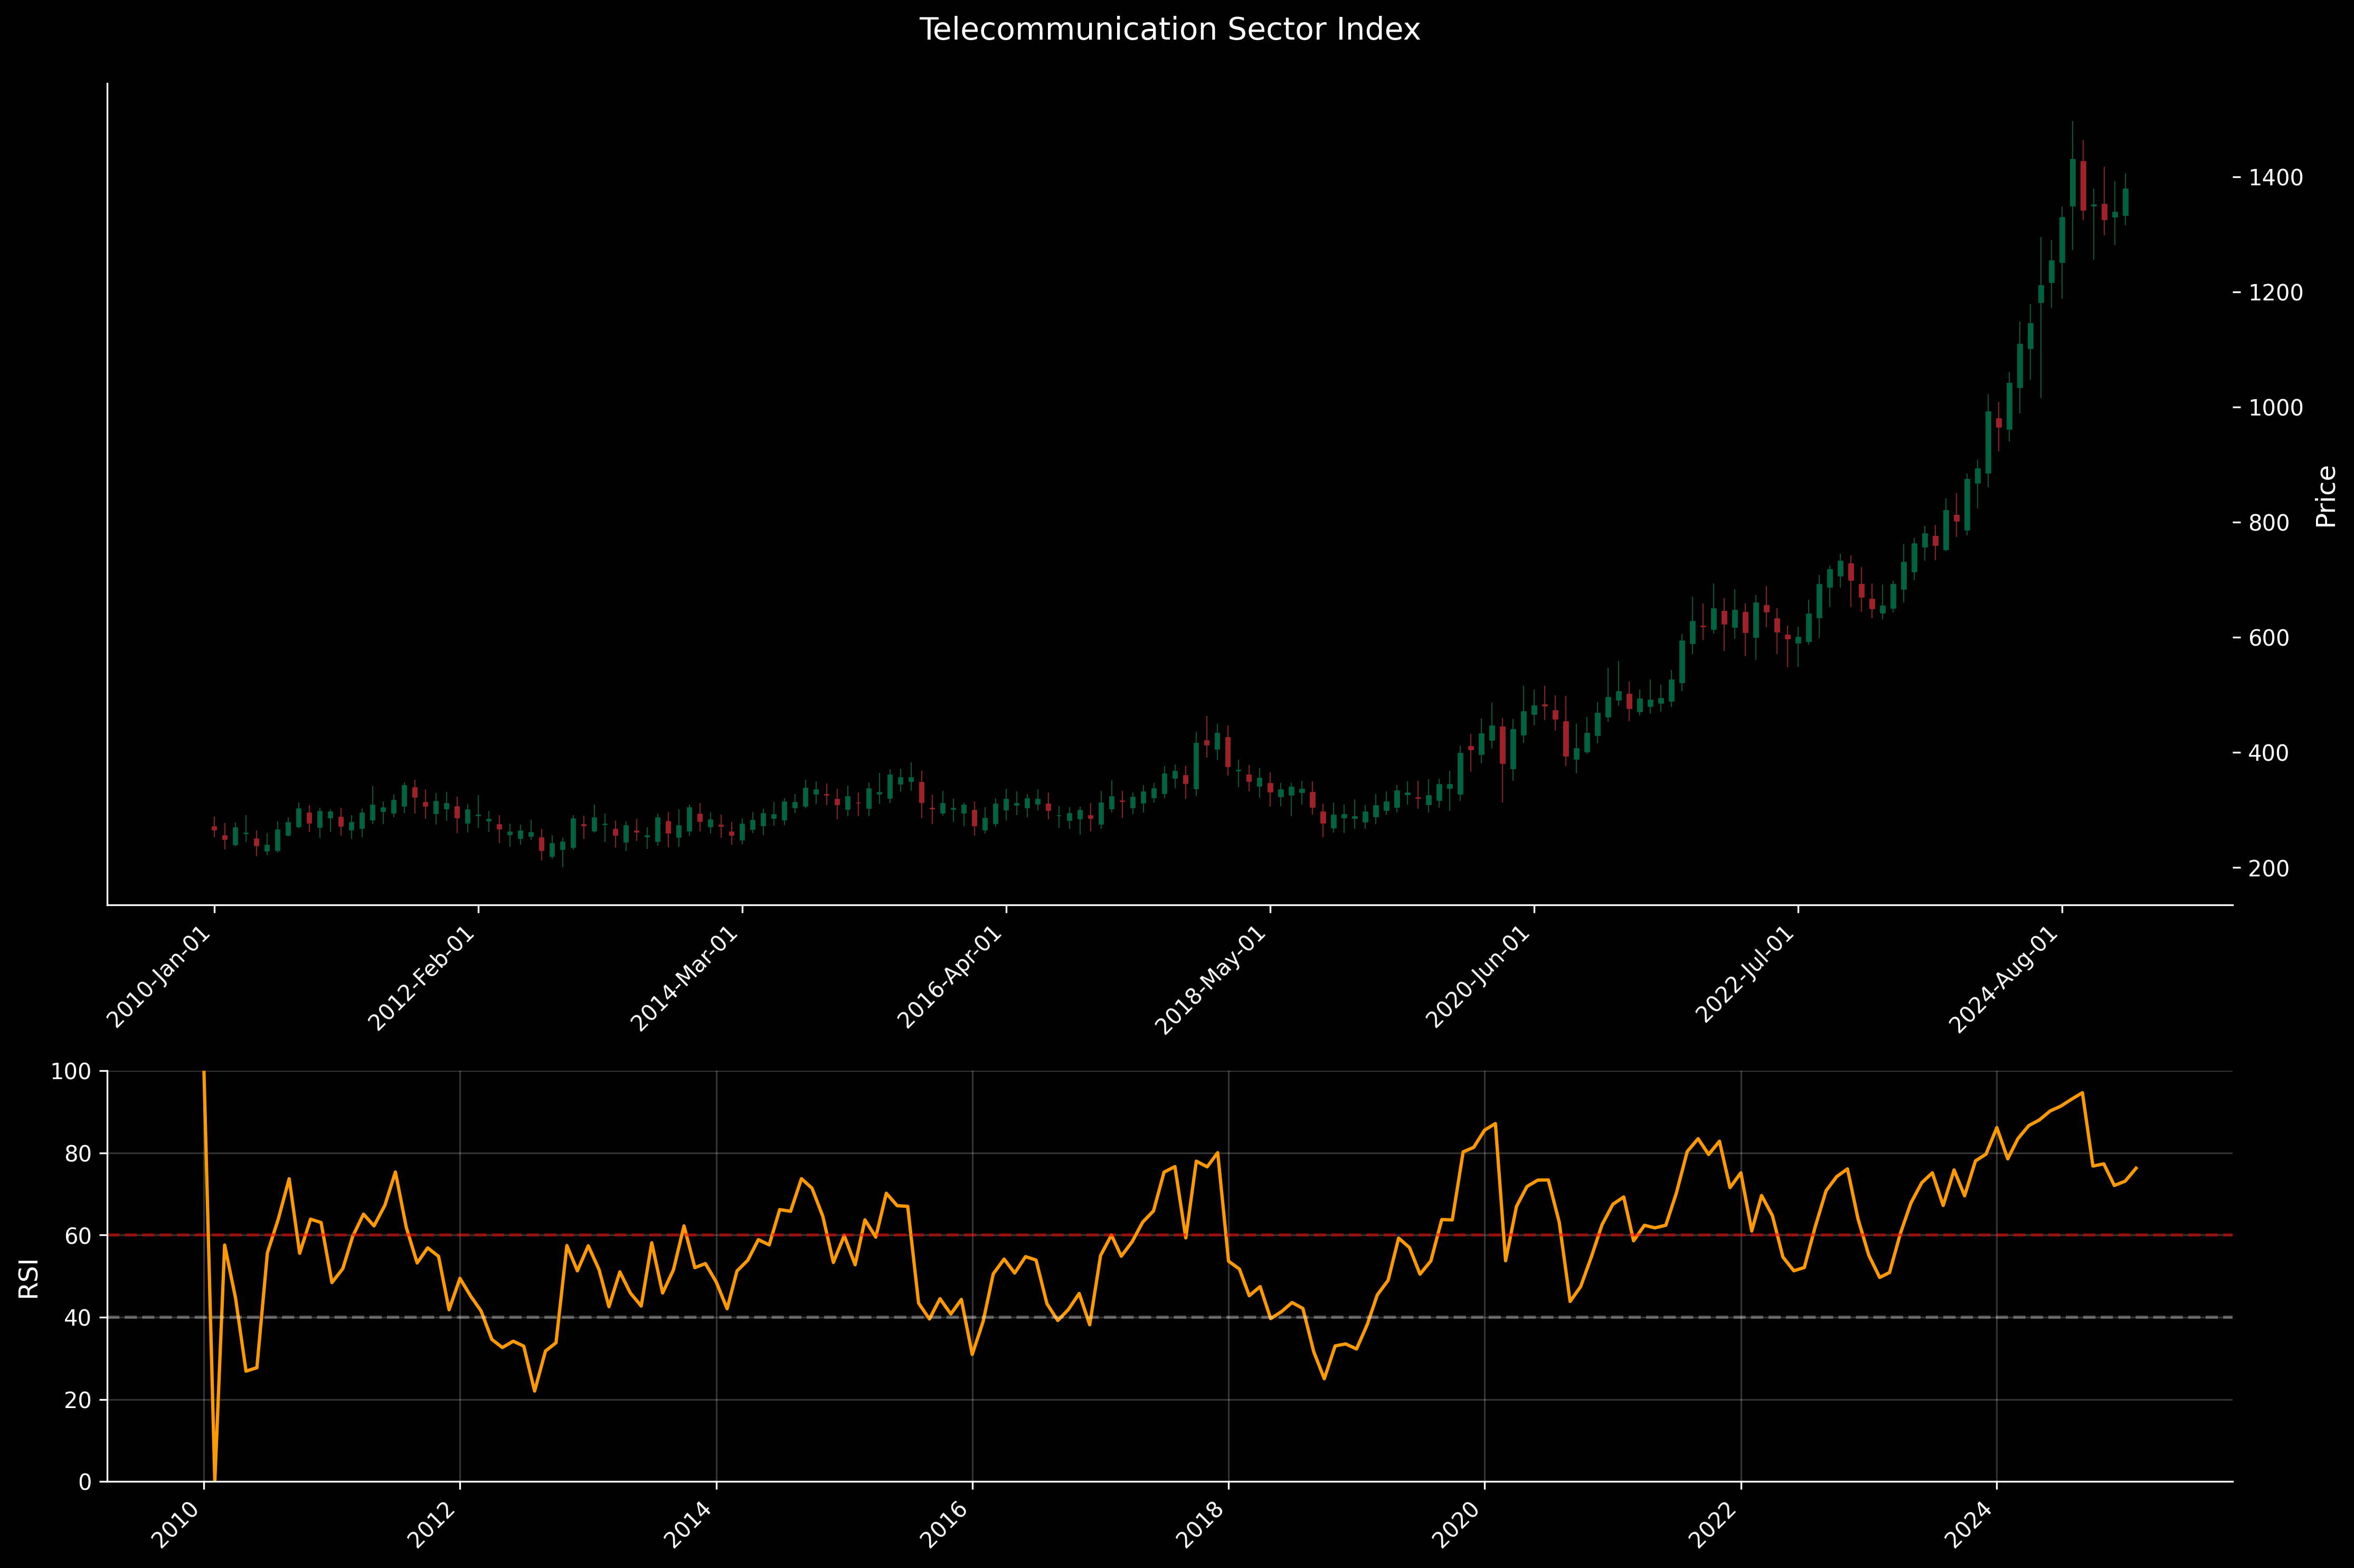 Telecommunication Sector Index
1400
1200
1000
800
600
400
200
Price
2010-Jan-01
2012-Feb-01
2014-Mar-01
2016-Apr-01
2018-May-01
2020-Jun-01
2022-Jul-01
2024-Aug-01
100
80
60
40
20
0
RSI
2010
2012
2014
2016
2018
2020
2022
2024